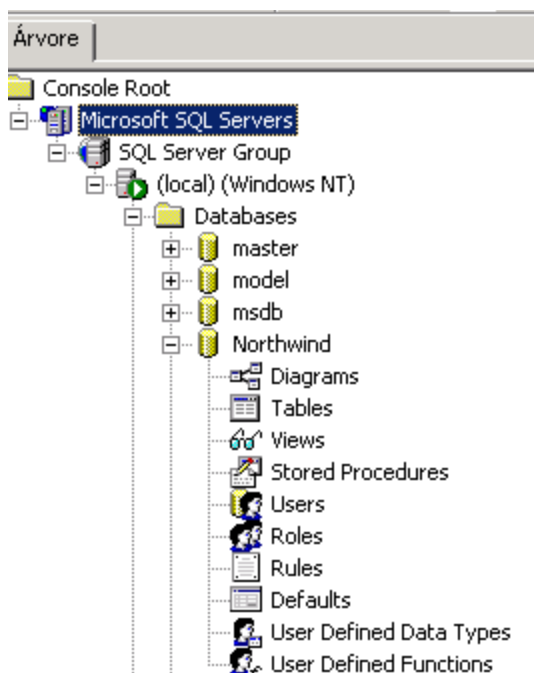 Árvore
Console Root
Microsoft SQL Servers
SQL Server Group
(local) (Windows NT)
Databases
master
model
msdb
Northwind
Diagrams
Tables
Views
Stored Procedures
Users
Roles
Rules
Defaults
User Defined Data Types
User Defined Functions